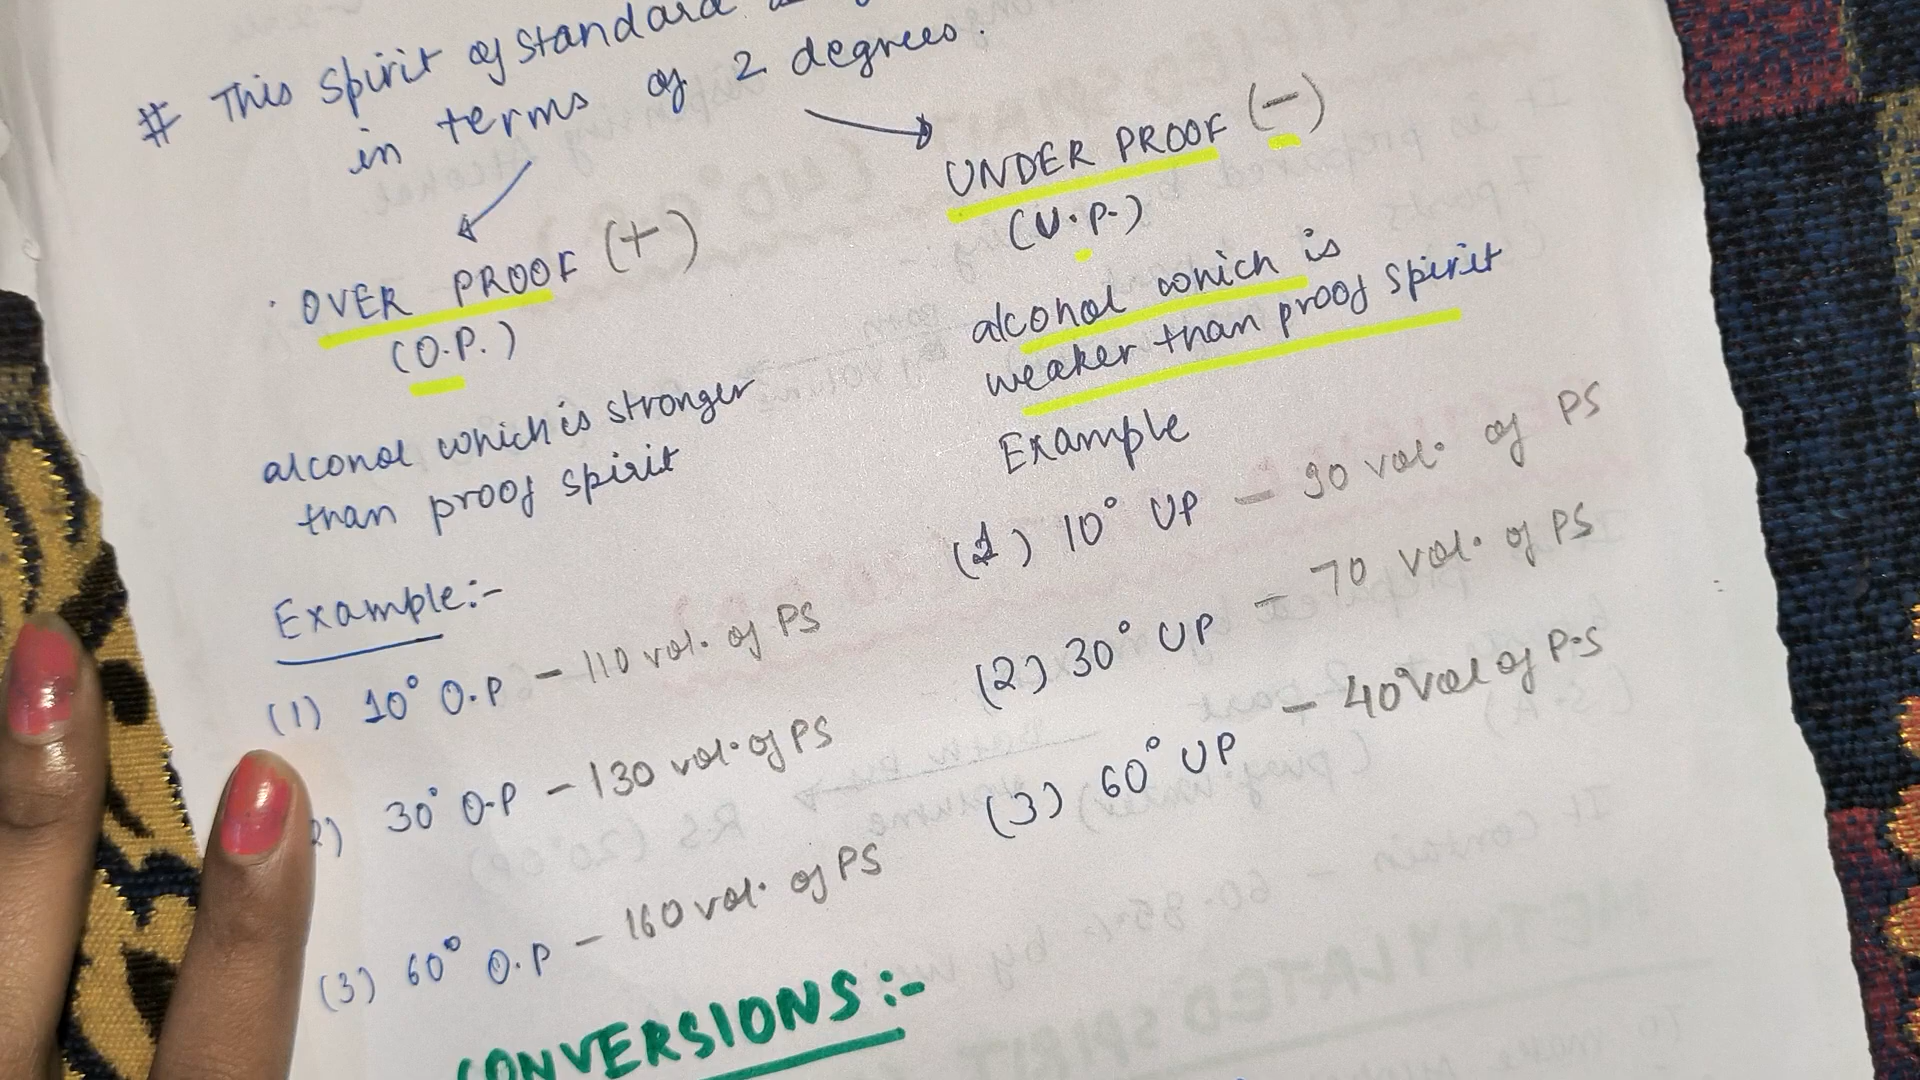 # This spirit of standard
in terms of 2 degrees.
OVER PROOF (+)
(O.P.)
alcohol which is stronger
than proof spirit
Example:-
(1) 10° O.P - 110 vol. of PS
2) 30° O.P - 130 vol. of PS
(3) 60° O.P - 160 vol. of PS
UNDER PROOF (-)
(U.P.)
alcohol which is
weaker than proof spirit
Example
(1) 10° UP - 90 vol. of PS
(2) 30° UP - 70 vol. of PS
(3) 60° UP - 40 vol of P.S
CONVERSIONS:-